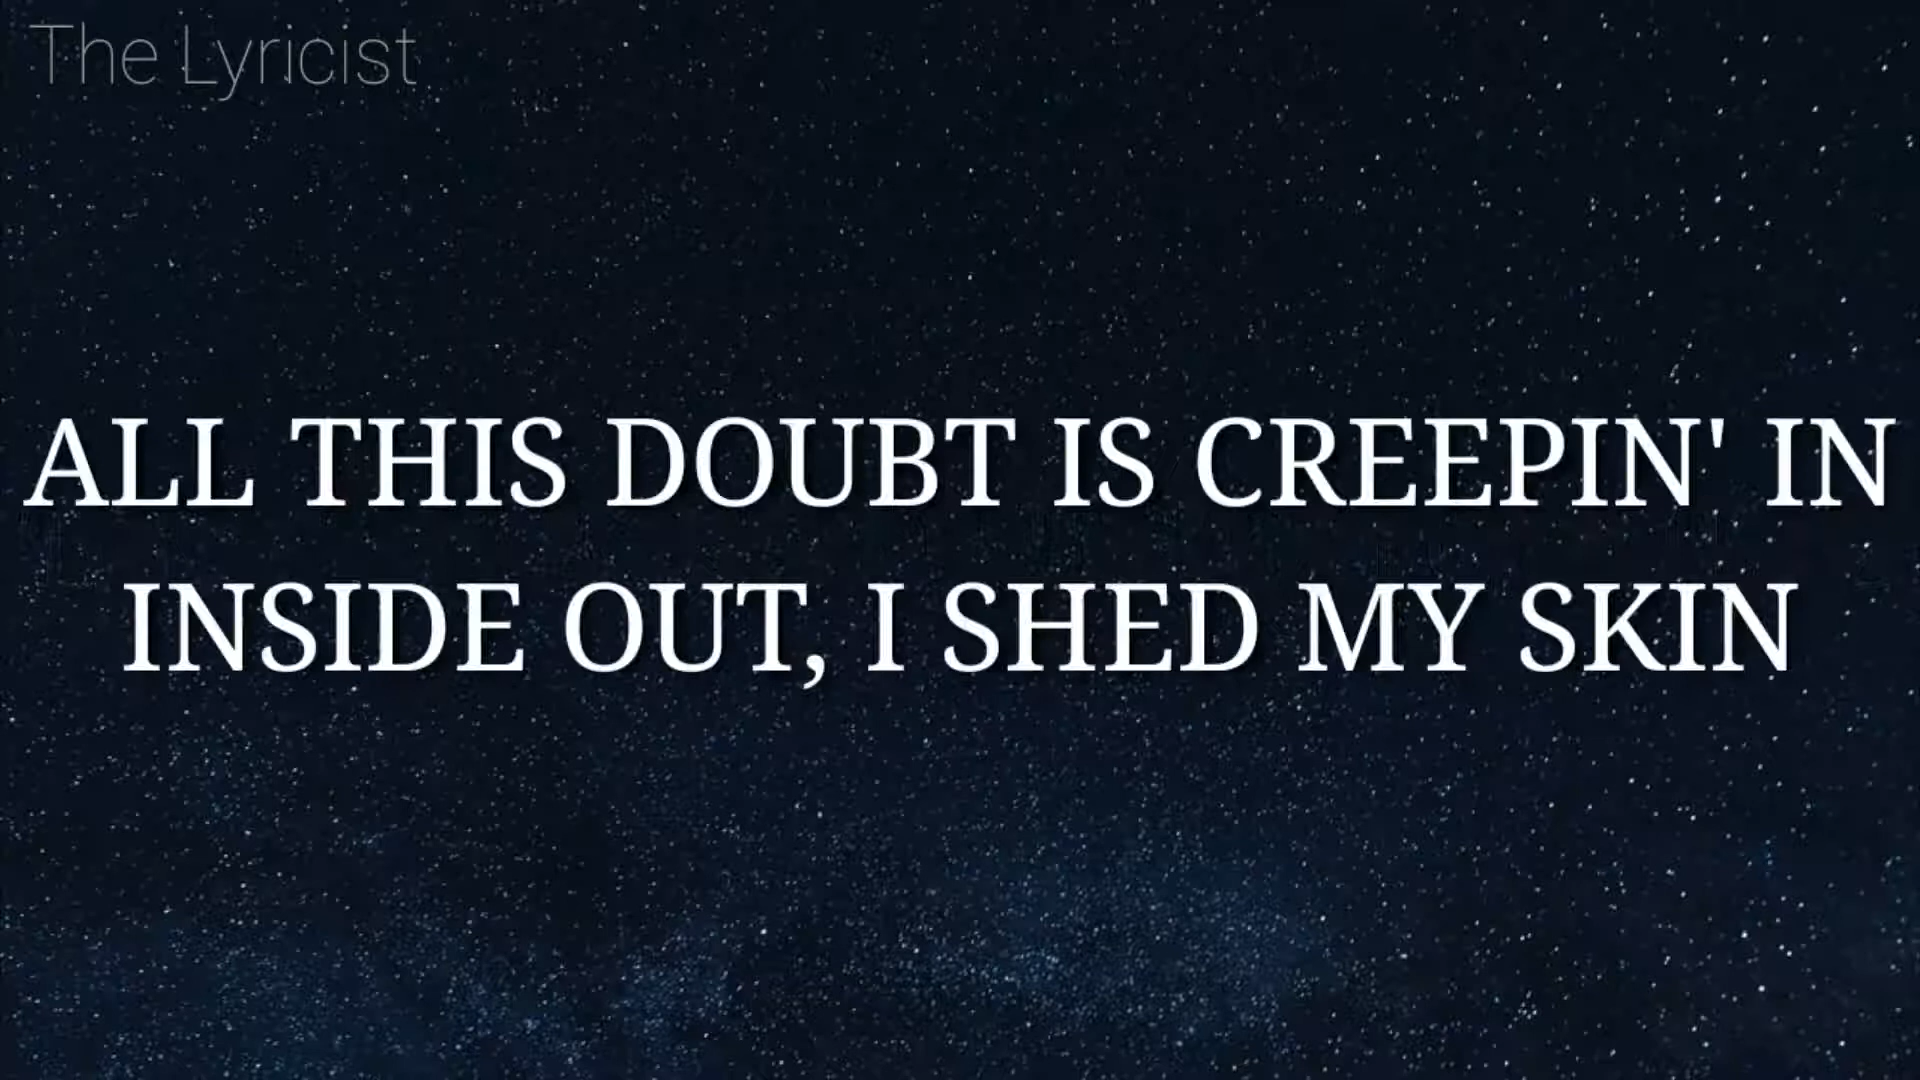 The Lyricist
ALL THIS DOUBT IS CREEPIN' IN
INSIDE OUT, I SHED MY SKIN